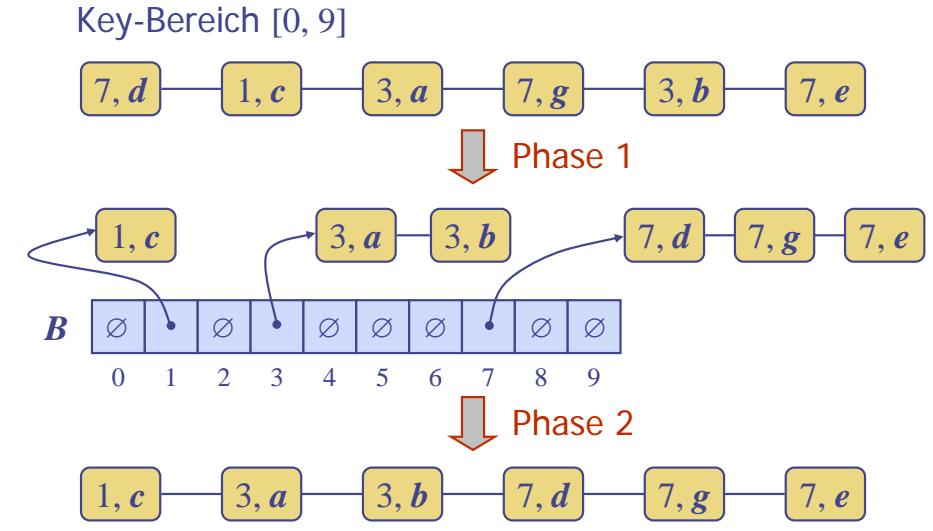 Key-Bereich [0, 9]
7, d 1, c 3, a 7, g 3, b 7, e
Phase 1
1, c 3, a 3, b 7, d 7, g 7, e
B ∅ ∅ ∅ ∅ ∅ ∅ ∅
0 1 2 3 4 5 6 7 8 9
Phase 2
1, c 3, a 3, b 7, d 7, g 7, e